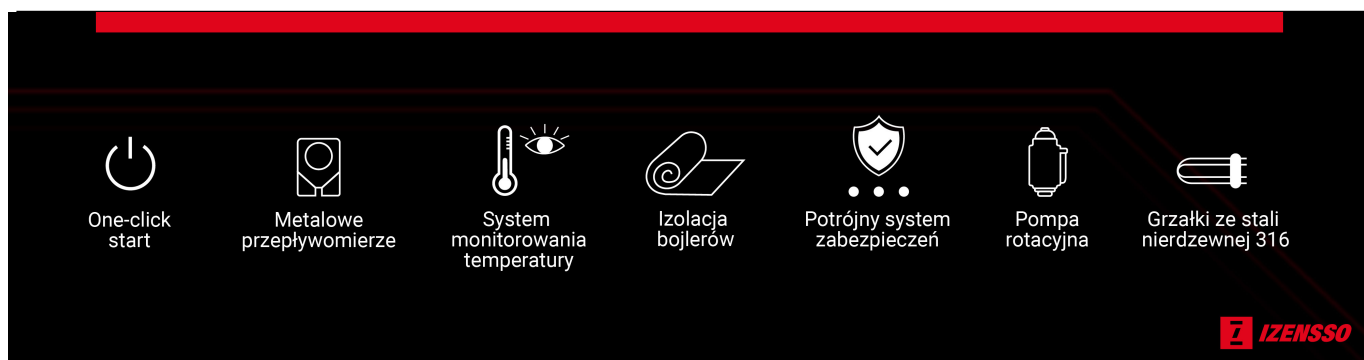 One-click
start
Metalowe
przepływomierze
System
monitorowania
temperatury
Izolacja
bojlerów
Potrójny system
zabezpieczeń
Pompa
rotacyjna
Grzałki ze stali
nierdzewnej 316
IZENSSO